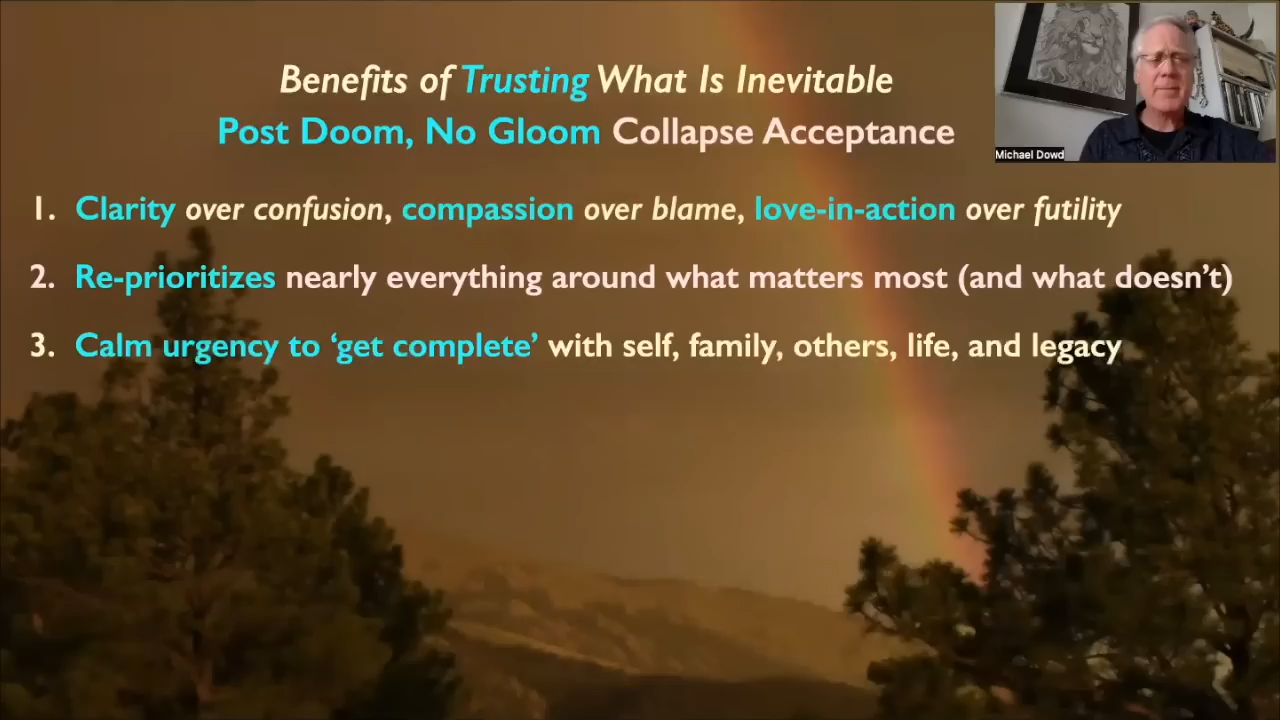 Benefits of Trusting What Is Inevitable
Post Doom, No Gloom Collapse Acceptance
Michael Dowd
1. Clarity over confusion, compassion over blame, love-in-action over futility
2. Re-prioritizes nearly everything around what matters most (and what doesn’t)
3. Calm urgency to ‘get complete’ with self, family, others, life, and legacy